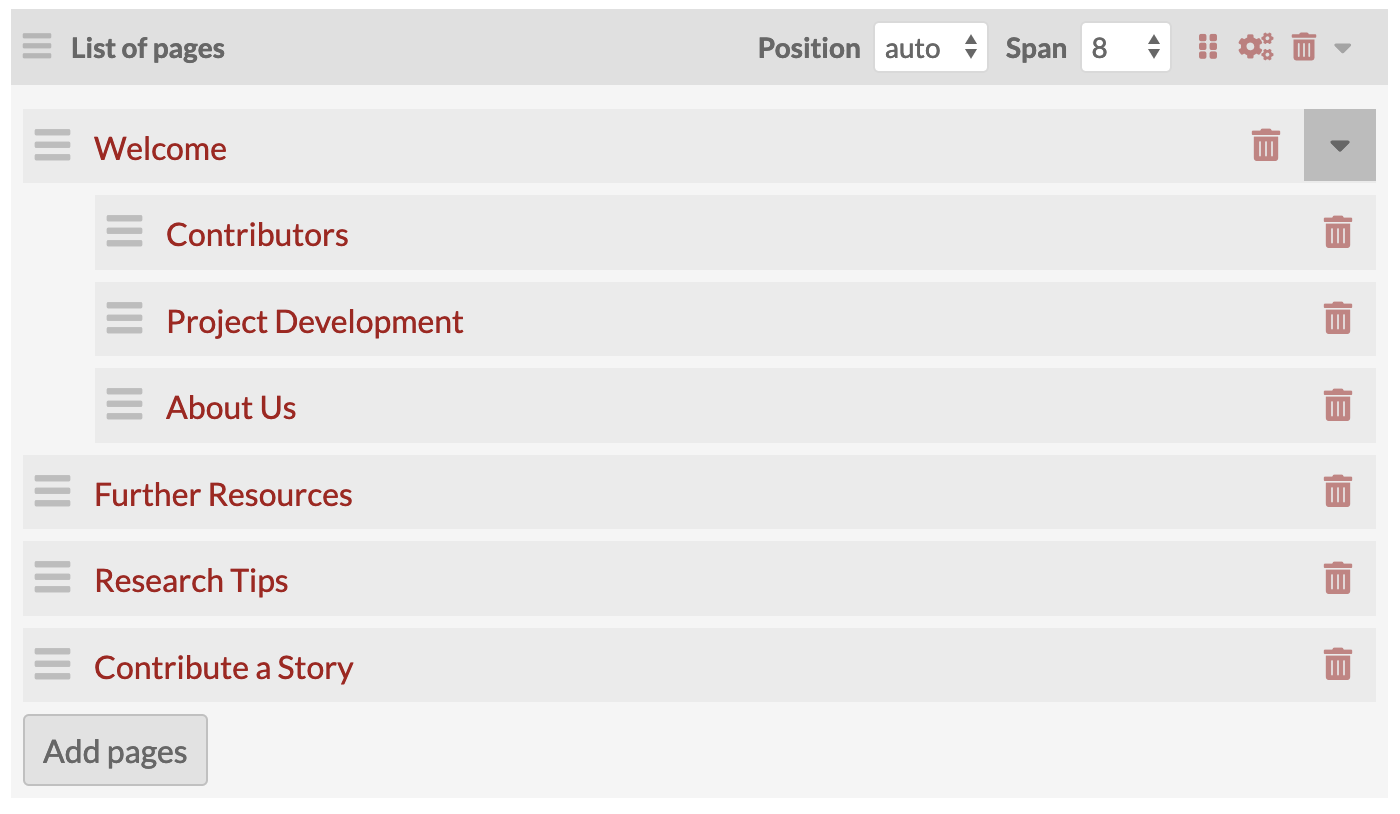 List of pages Position auto Span 8
Welcome
Contributors
Project Development
About Us
Further Resources
Research Tips
Contribute a Story
Add pages